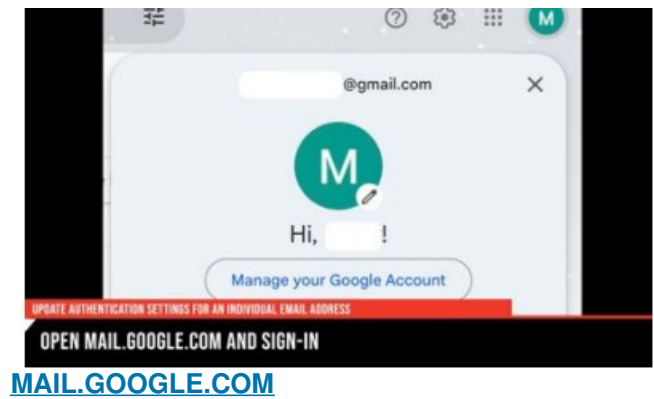 M
@gmail.com
M
Hi, !
Manage your Google Account
UPDATE AUTHENTICATION SETTINGS FOR AN INDIVIDUAL EMAIL ADDRESS
OPEN MAIL.GOOGLE.COM AND SIGN-IN
MAIL.GOOGLE.COM